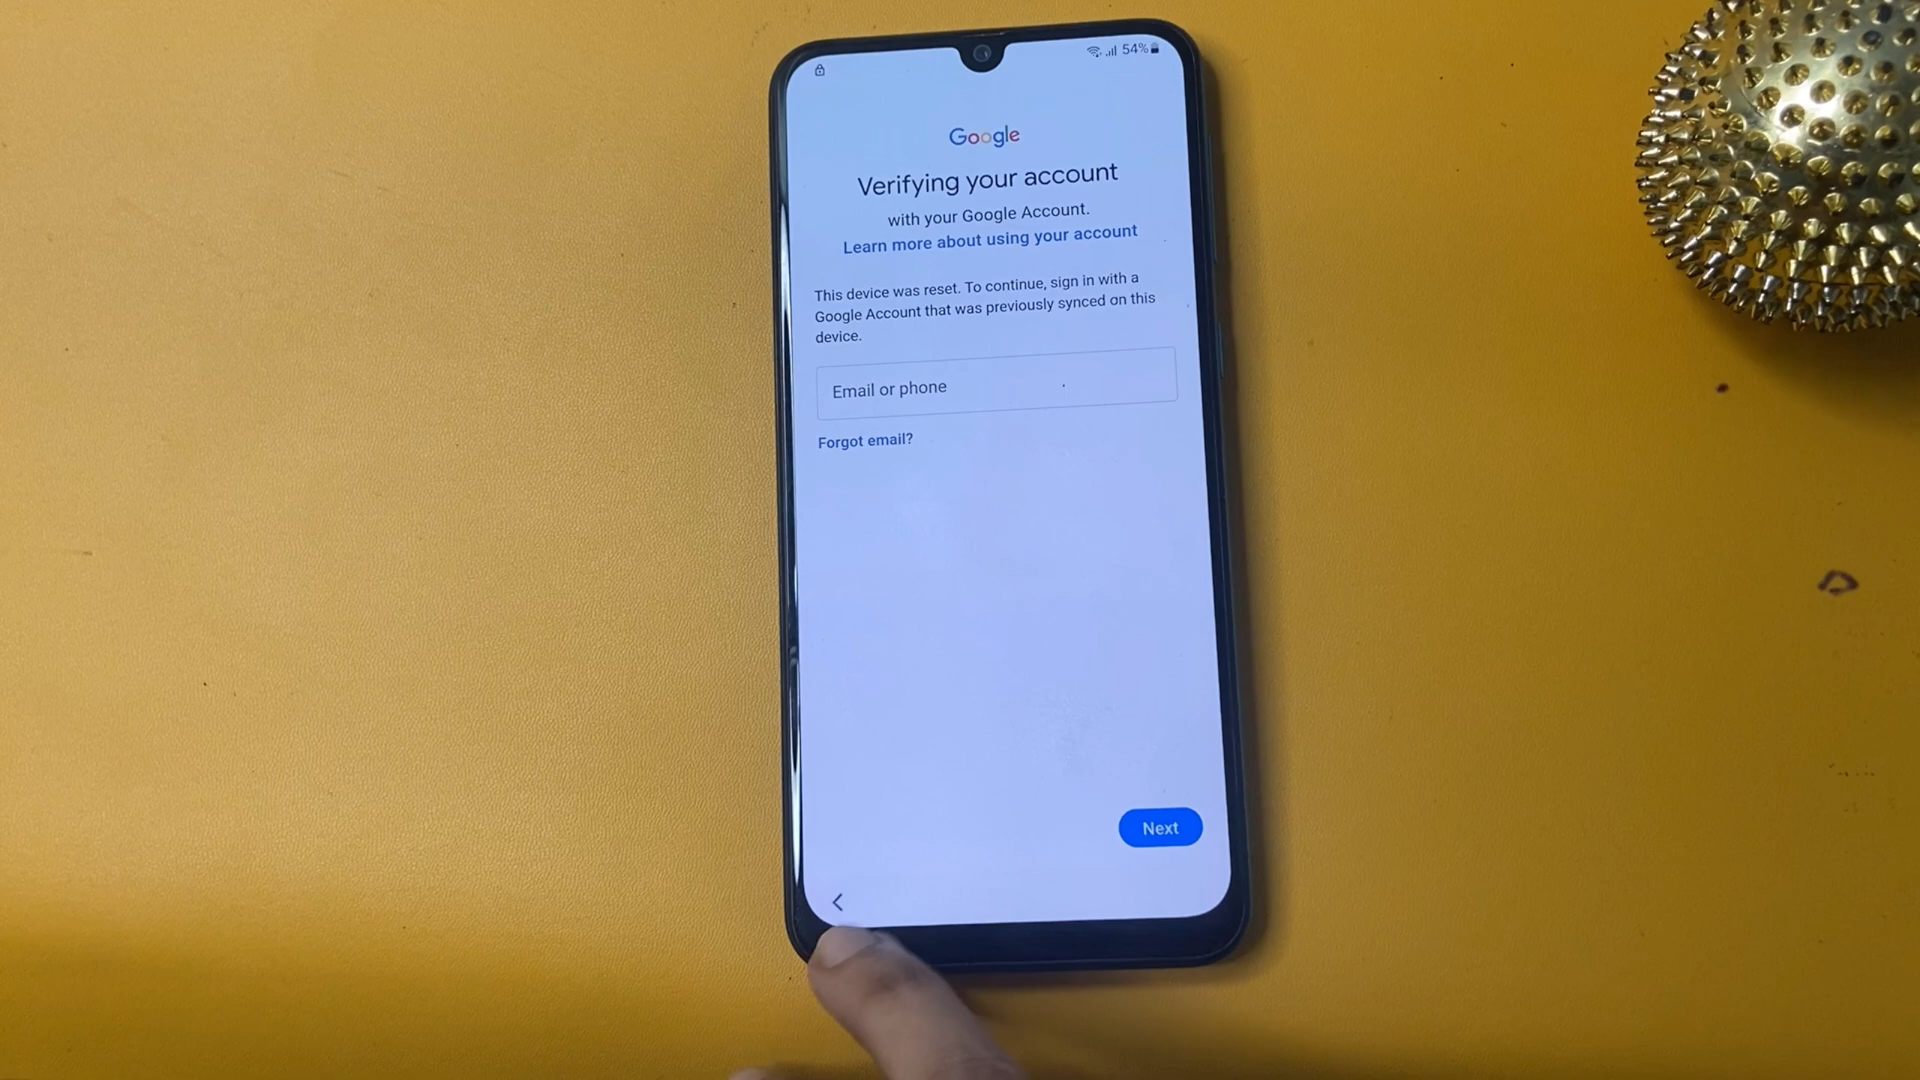 54%
Google
Verifying your account
with your Google Account.
Learn more about using your account
This device was reset. To continue, sign in with a
Google Account that was previously synced on this
device.
Email or phone
Forgot email?
Next